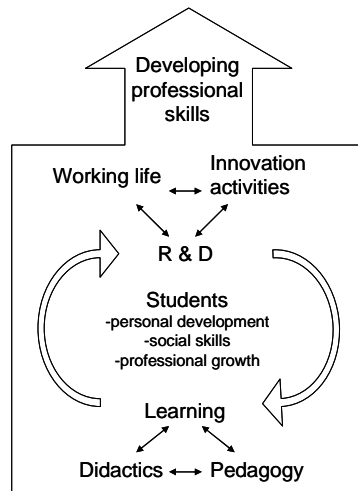 Developing
professional
skills
Working life
Innovation
activities
R & D
Students
-personal development
-social skills
-professional growth
Learning
Didactics
Pedagogy